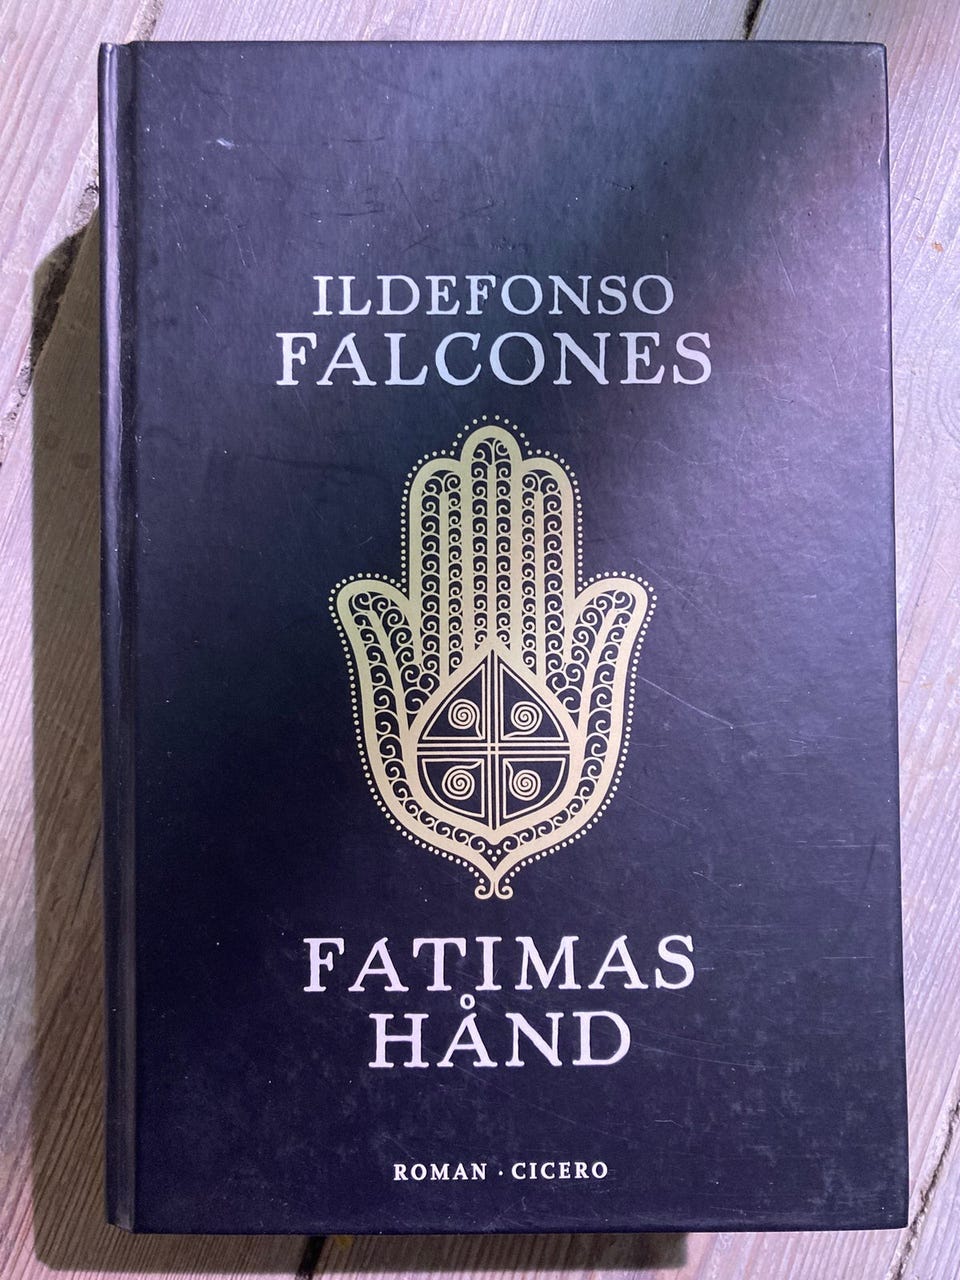 ILDEFONSO
FALCONES
FATIMAS
HÅND
ROMAN · CICERO